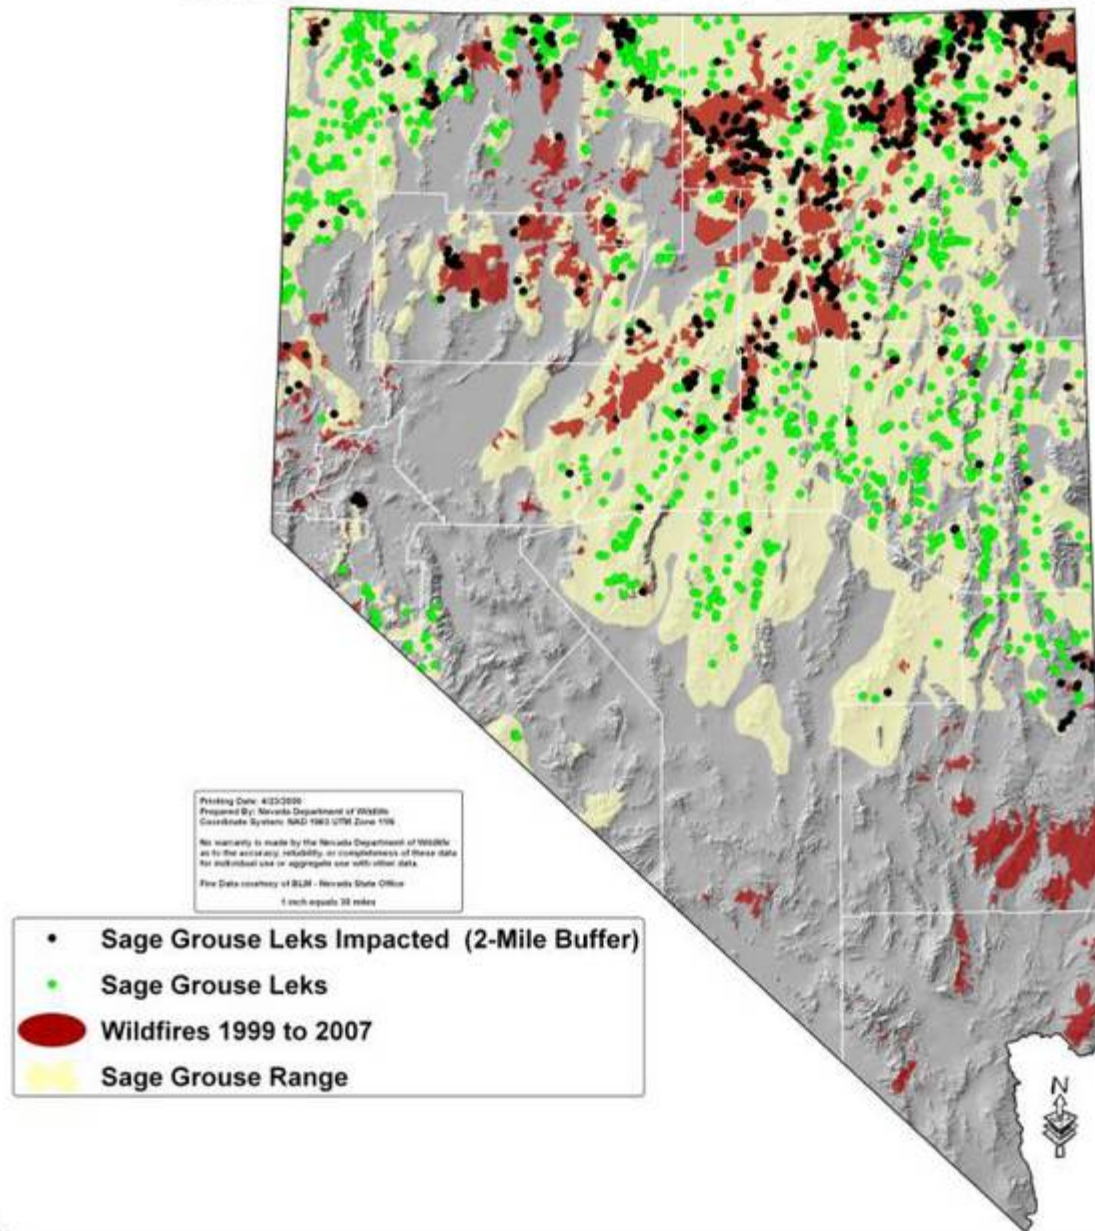 Printing Date: 4/23/2009
Prepared By: Nevada Department of Wildlife
Coordinate System: NAD 1983 UTM Zone 11N
No warranty is made by the Nevada Department of Wildlife
as to the accuracy, reliability, or completeness of these data
for individual use or aggregate use with other data.
Fire Data courtesy of BLM - Nevada State Office
1 inch equals 30 miles
Sage Grouse Leks Impacted (2-Mile Buffer)
Sage Grouse Leks
Wildfires 1999 to 2007
Sage Grouse Range
N